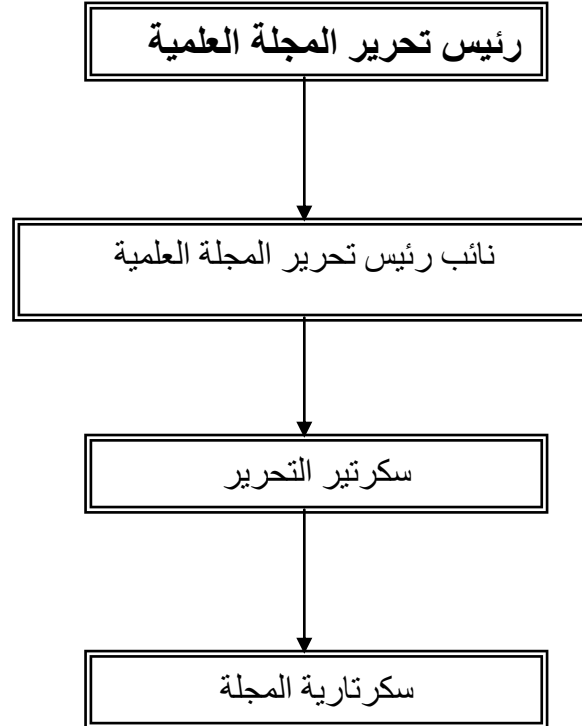 رئيس تحرير المجلة العلمية
نائب رئيس تحرير المجلة العلمية
سكرتير التحرير
سكرتارية المجلة